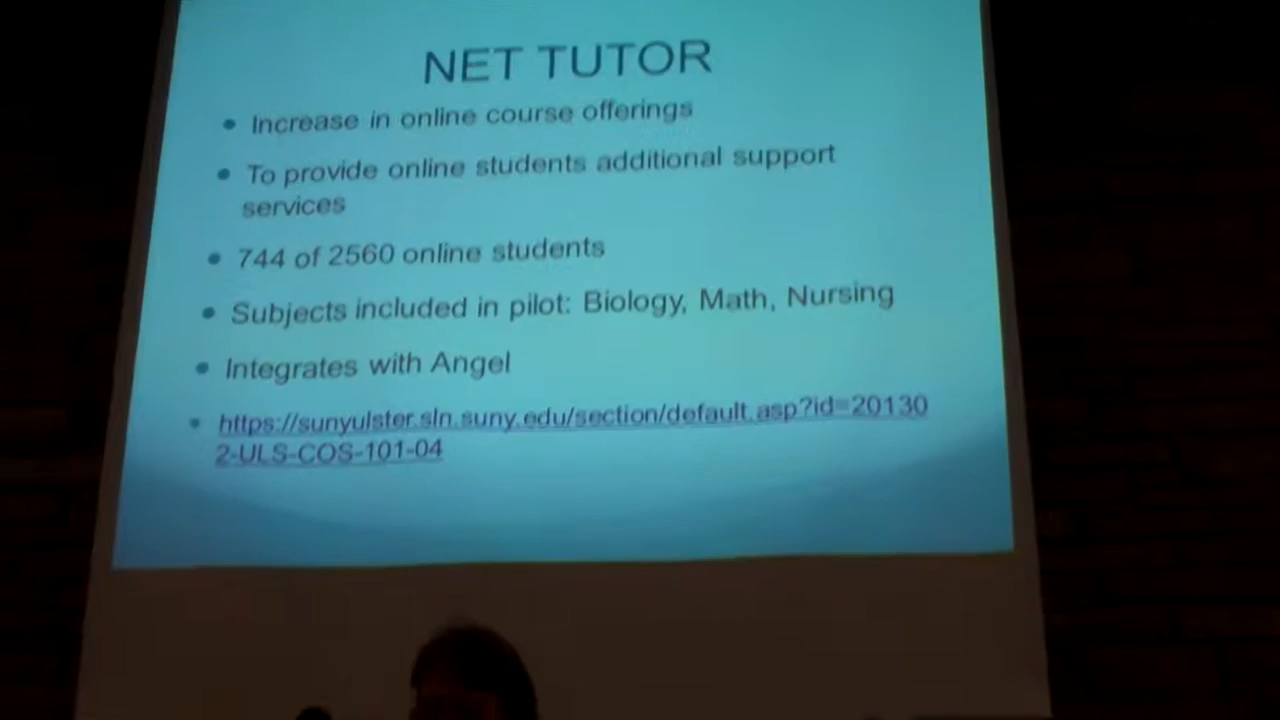 NET TUTOR
• Increase in online course offerings
• To provide online students additional support
services
• 744 of 2560 online students
• Subjects included in pilot: Biology, Math, Nursing
• Integrates with Angel
• https://sunyulster.sln.suny.edu/section/default.asp?id=20130
2-ULS-COS-101-04